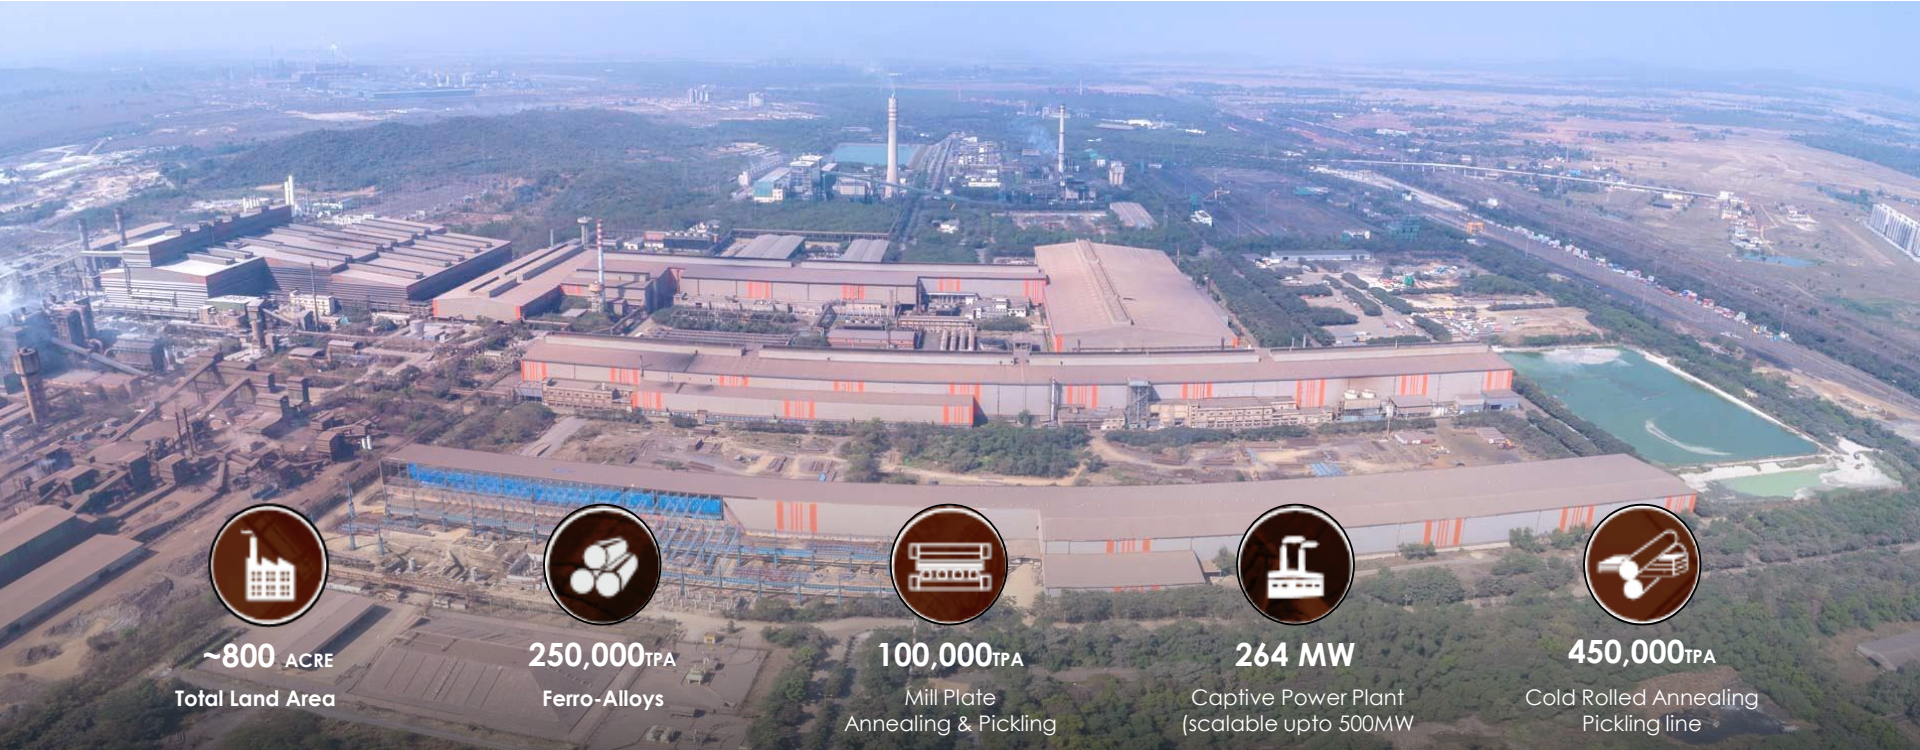 ~800 ACRE
Total Land Area
250,000TPA
Ferro-Alloys
100,000TPA
Mill Plate
Annealing & Pickling
264 MW
Captive Power Plant
(scalable upto 500MW
450,000TPA
Cold Rolled Annealing
Pickling line